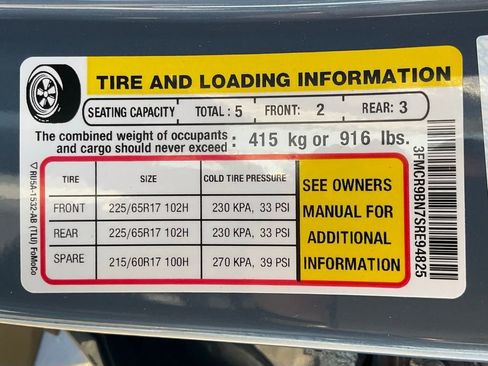 TIRE AND LOADING INFORMATION
SEATING CAPACITY TOTAL : 5 FRONT: 2 REAR: 3
The combined weight of occupants and cargo should never exceed : 415 kg or 916 lbs.
TIRE SIZE COLD TIRE PRESSURE
FRONT 225/65R17 102H 230 KPA, 33 PSI
REAR 225/65R17 102H 230 KPA, 33 PSI
SPARE 215/60R17 100H 270 KPA, 39 PSI
SEE OWNERS
MANUAL FOR
ADDITIONAL
INFORMATION
3FMCR9BN7SRE94825
RU5A-1532-AB (TLU) FoMoCo